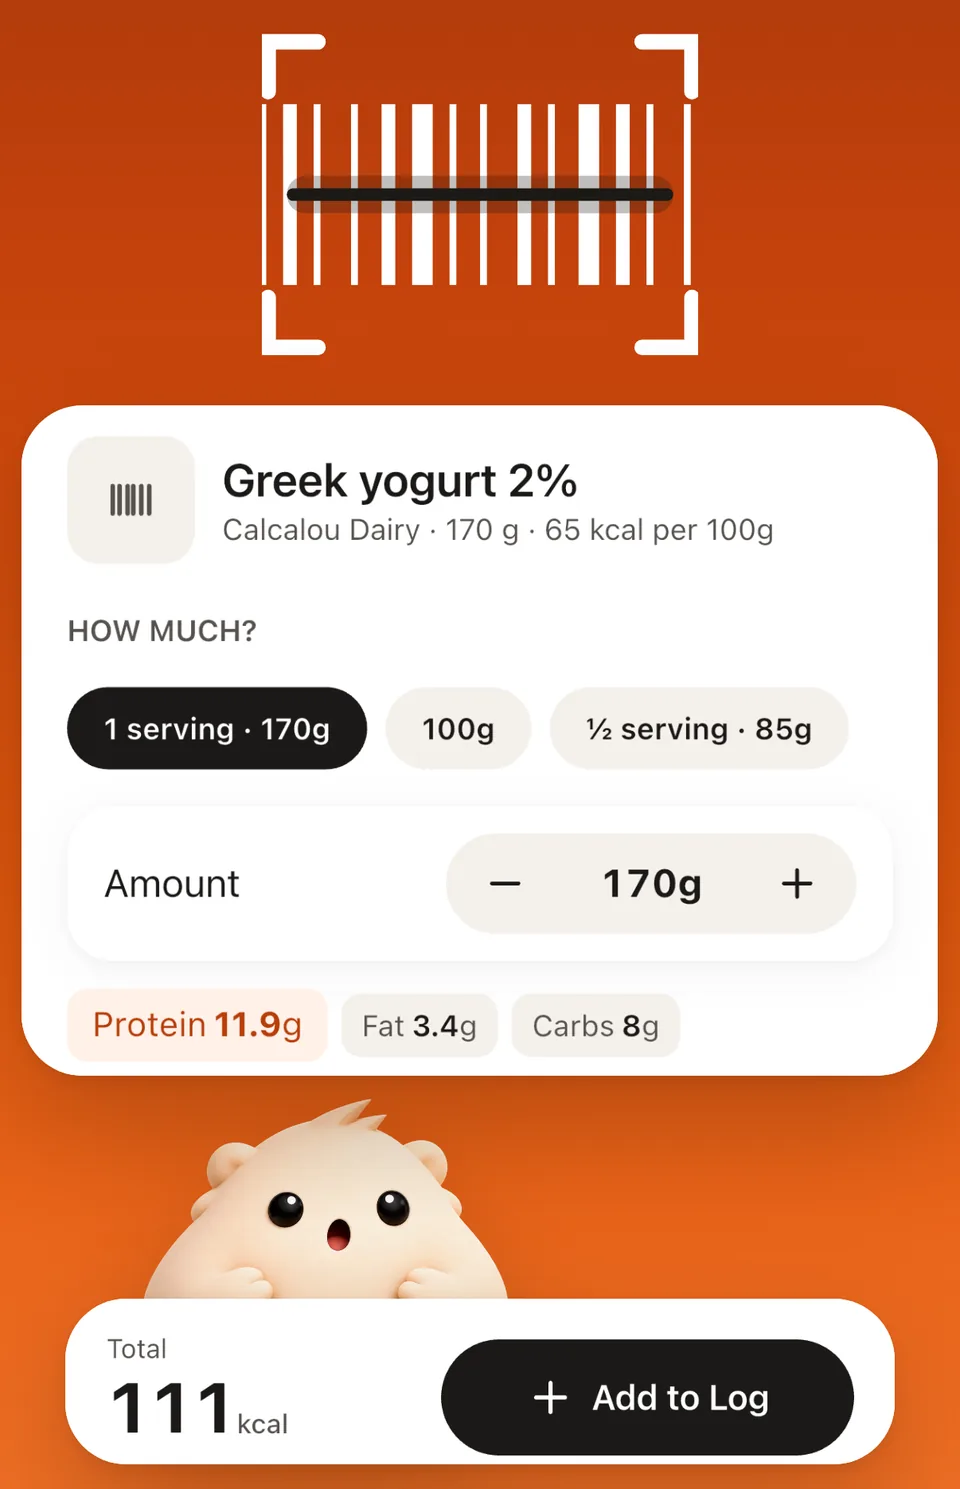 Greek yogurt 2%
Calcalou Dairy · 170 g · 65 kcal per 100g
HOW MUCH?
1 serving · 170g
100g
½ serving · 85g
Amount
− 170g +
Protein 11.9g
Fat 3.4g
Carbs 8g
Total
111 kcal
+ Add to Log